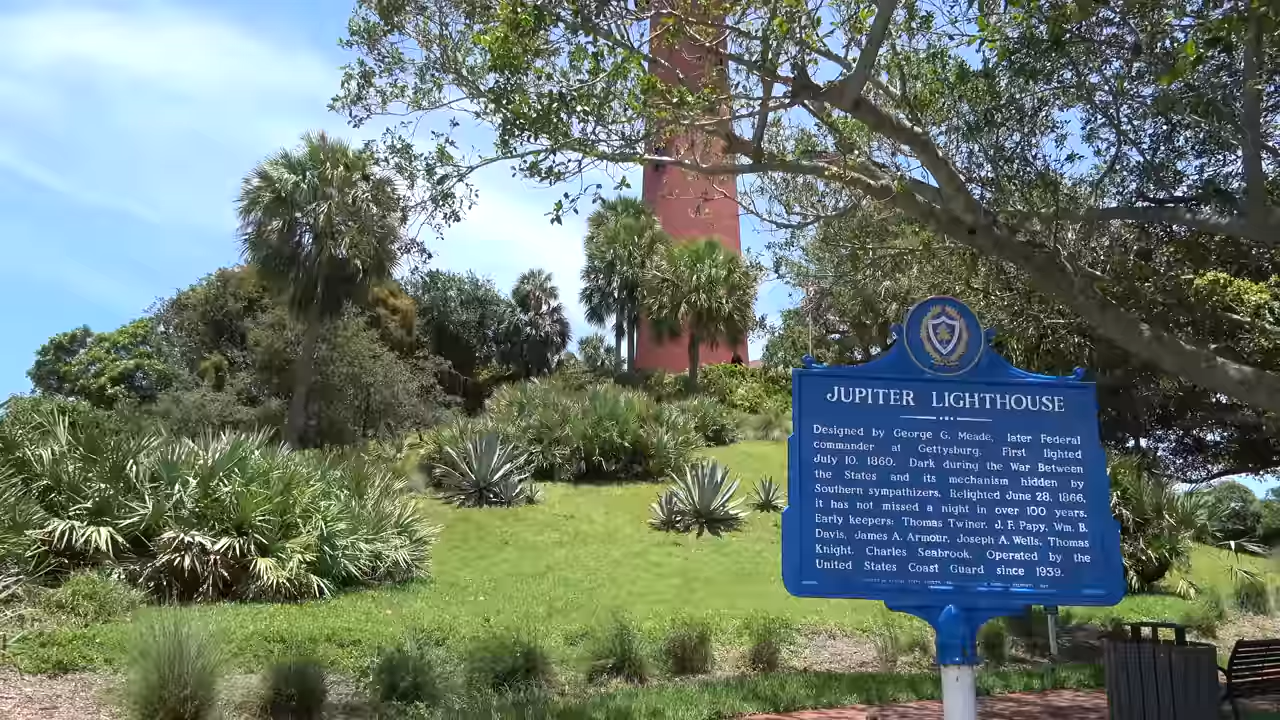 JUPITER LIGHTHOUSE
Designed by George G. Meade, later Federal
commander at Gettysburg. First lighted
July 10, 1860. Dark during the War Between
the States and its mechanism hidden by
Southern sympathizers. Relighted June 28, 1866,
it has not missed a night in over 100 years.
Early keepers: Thomas Twiner, J. F. Papy, Wm. B.
Davis, James A. Armour, Joseph A. Wells, Thomas
Knight, Charles Seabrook. Operated by the
United States Coast Guard since 1939.